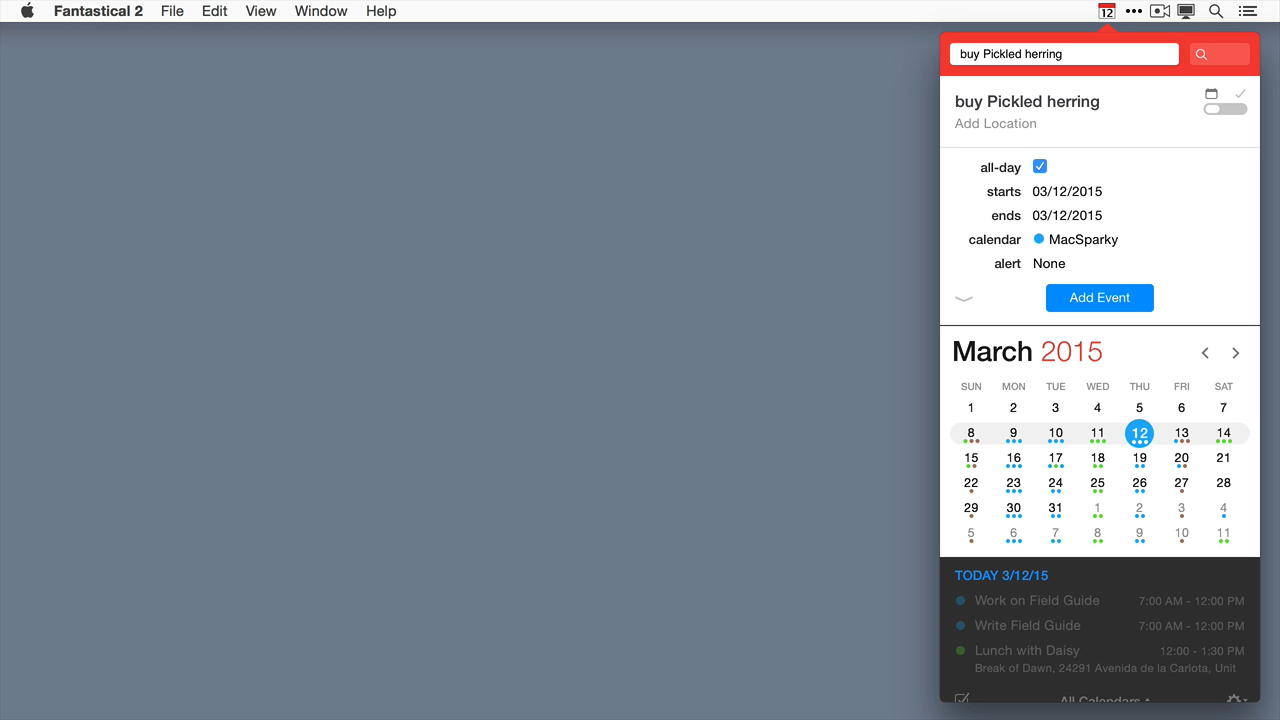 Fantastical 2 File Edit View Window Help 12
buy Pickled herring
buy Pickled herring
Add Location
all-day
starts 03/12/2015
ends 03/12/2015
calendar MacSparky
alert None
Add Event
March 2015
SUN MON TUE WED THU FRI SAT
1 2 3 4 5 6 7
8 9 10 11 12 13 14
15 16 17 18 19 20 21
22 23 24 25 26 27 28
29 30 31 1 2 3 4
5 6 7 8 9 10 11
TODAY 3/12/15
Work on Field Guide 7:00 AM - 12:00 PM
Write Field Guide 7:00 AM - 12:00 PM
Lunch with Daisy 12:00 - 1:30 PM
Break of Dawn, 24291 Avenida de la Carlota, Unit
All Calendars